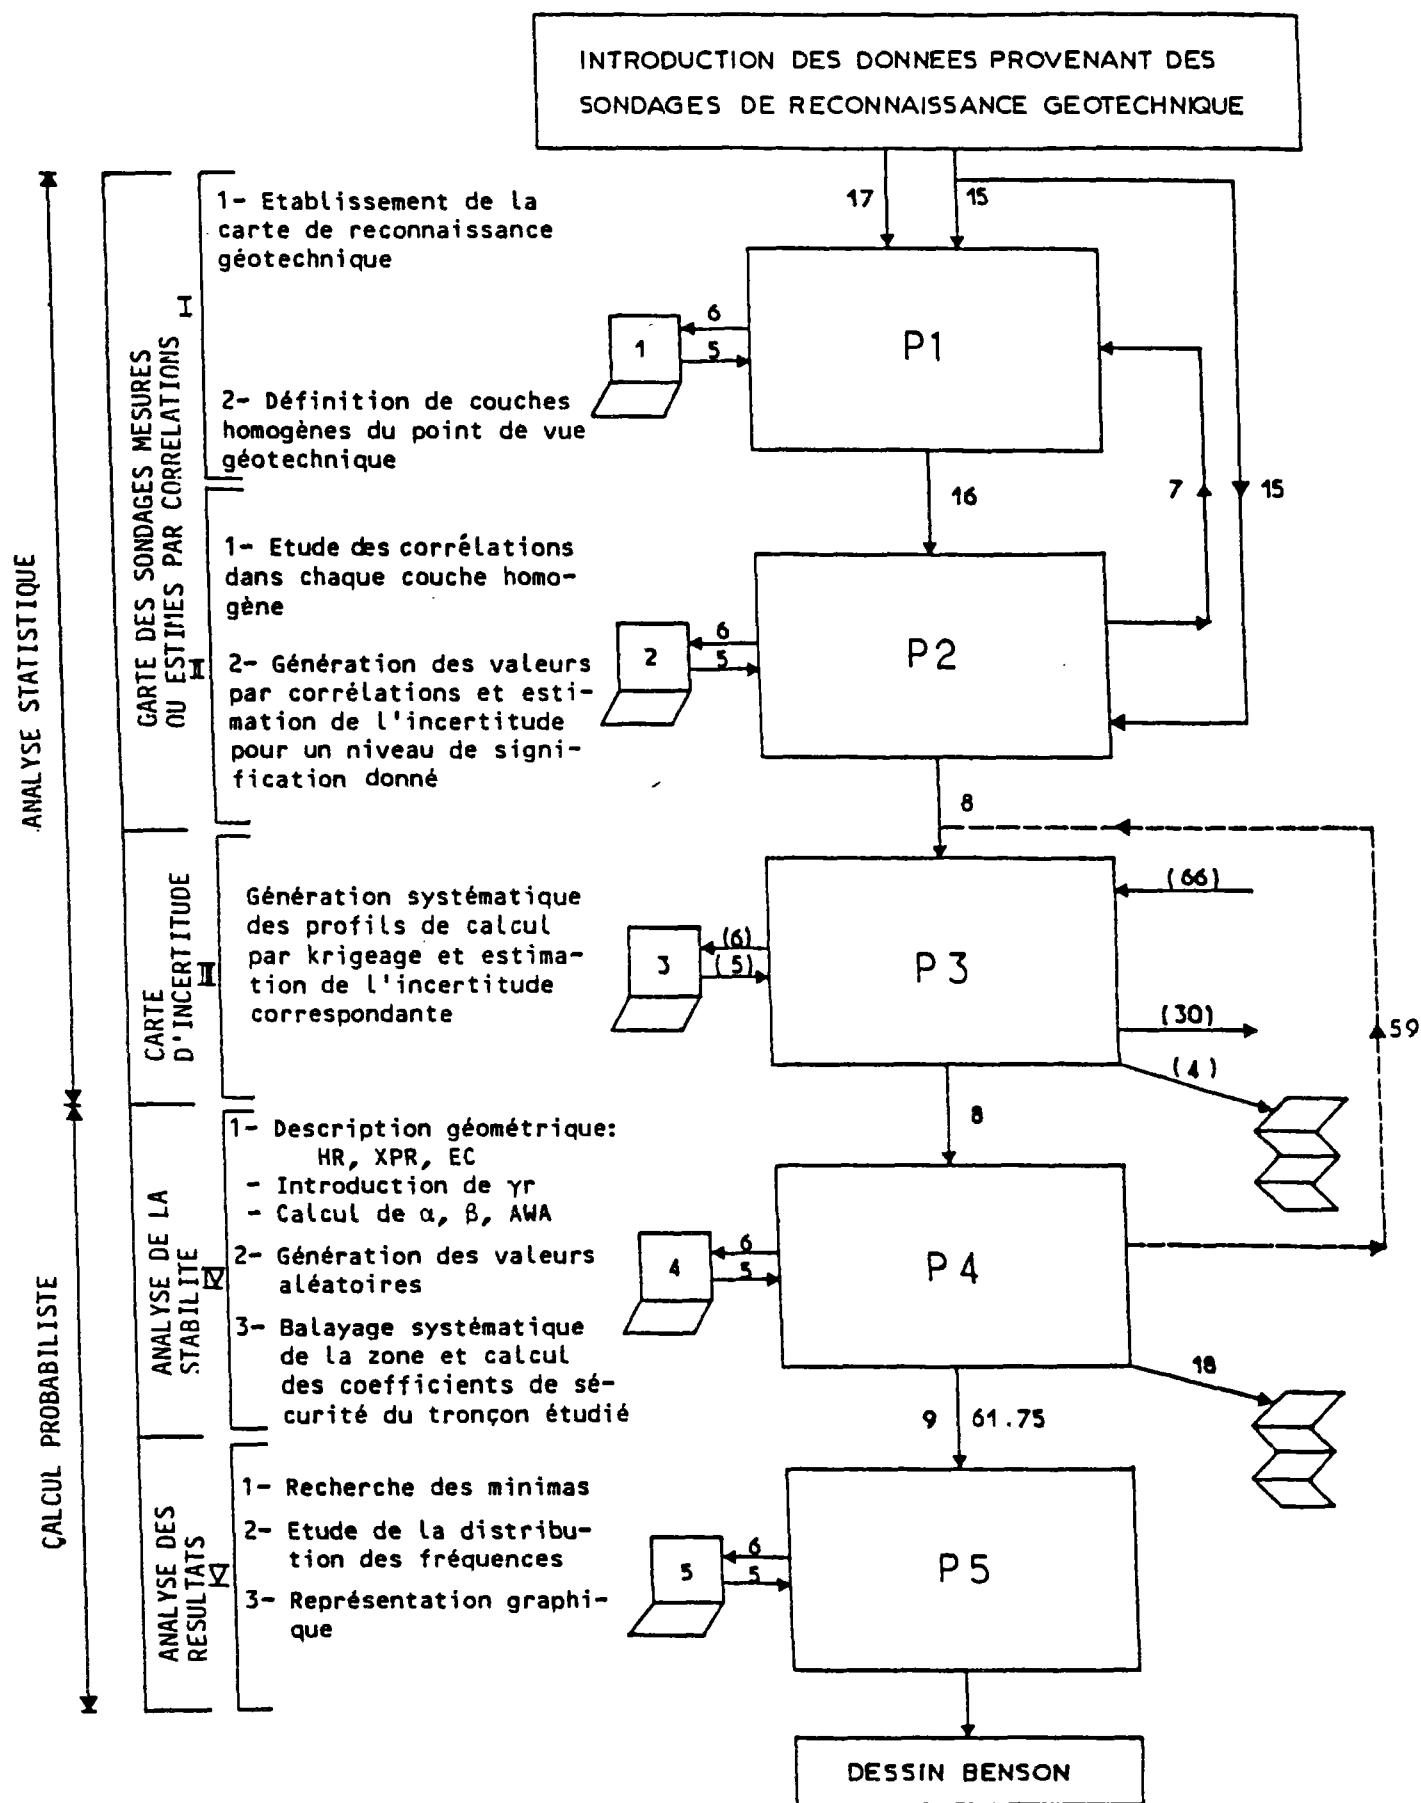 INTRODUCTION DES DONNEES PROVENANT DES
SONDAGES DE RECONNAISSANCE GEOTECHNIQUE
17
15
ANALYSE STATISTIQUE
CARTE DES SONDAGES MESURES
OU ESTIMES PAR CORRELATIONS
I
1- Etablissement de la
carte de reconnaissance
géotechnique
2- Définition de couches
homogènes du point de vue
géotechnique
1
6
5
P1
16
7
15
II
1- Etude des corrélations
dans chaque couche homo-
gène
2- Génération des valeurs
par corrélations et esti-
mation de l'incertitude
pour un niveau de signi-
fication donné
2
6
5
P2
8
CARTE
D'INCERTITUDE
III
Génération systématique
des profils de calcul
par krigeage et estima-
tion de l'incertitude
correspondante
3
(6)
(5)
P3
(66)
(30)
(4)
59
8
CALCUL PROBABILISTE
ANALYSE DE LA
STABILITE
IV
1- Description géométrique:
HR, XPR, EC
- Introduction de γr
- Calcul de α, β, AWA
2- Génération des valeurs
aléatoires
3- Balayage systématique
de la zone et calcul
des coefficients de sé-
curité du tronçon étudié
4
6
5
P4
18
9
61.75
ANALYSE DES
RESULTATS
V
1- Recherche des minimas
2- Etude de la distribu-
tion des fréquences
3- Représentation graphi-
que
5
6
5
P5
DESSIN BENSON